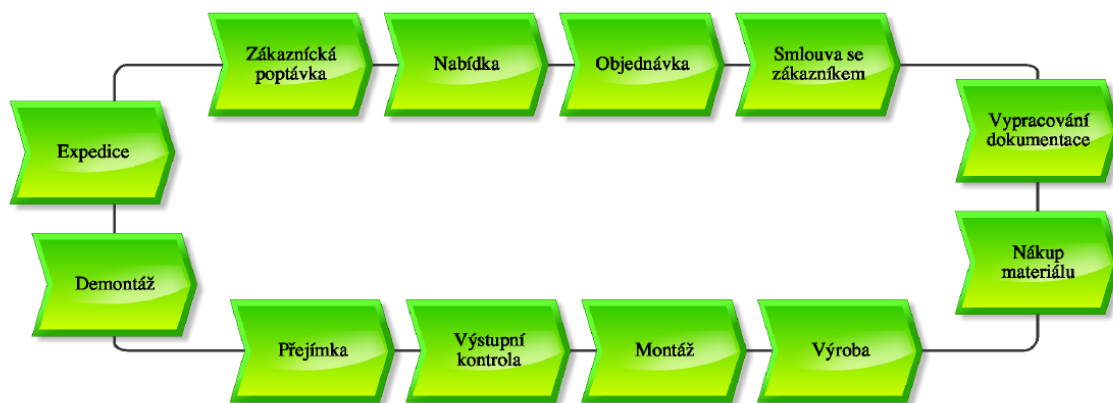 Zákaznícká
poptávka
Nabídka
Objednávka
Smlouva se
zákazníkem
Vypracování
dokumentace
Nákup
materiálu
Výroba
Montáž
Výstupní
kontrola
Přejímka
Demontáž
Expedice